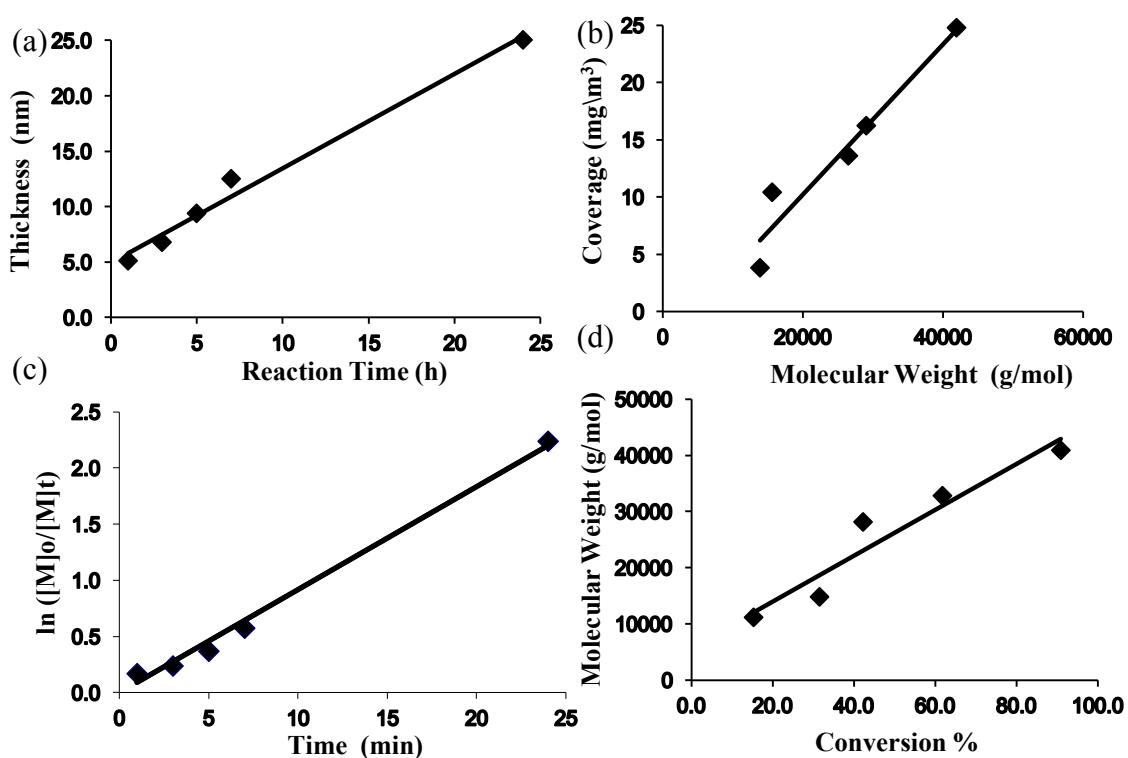 (a)
Thickness (nm)
25.0
20.0
15.0
10.0
5.0
0.0
0 5 10 15 20 25
Reaction Time (h)
(b)
Coverage (mg\m³)
25
20
15
10
5
0
0 20000 40000 60000
Molecular Weight (g/mol)
(c)
ln ([M]o/[M]t)
2.5
2.0
1.5
1.0
0.5
0.0
0 5 10 15 20 25
Time (min)
(d)
Molecular Weight (g/mol)
50000
40000
30000
20000
10000
0
0.0 20.0 40.0 60.0 80.0 100.0
Conversion %